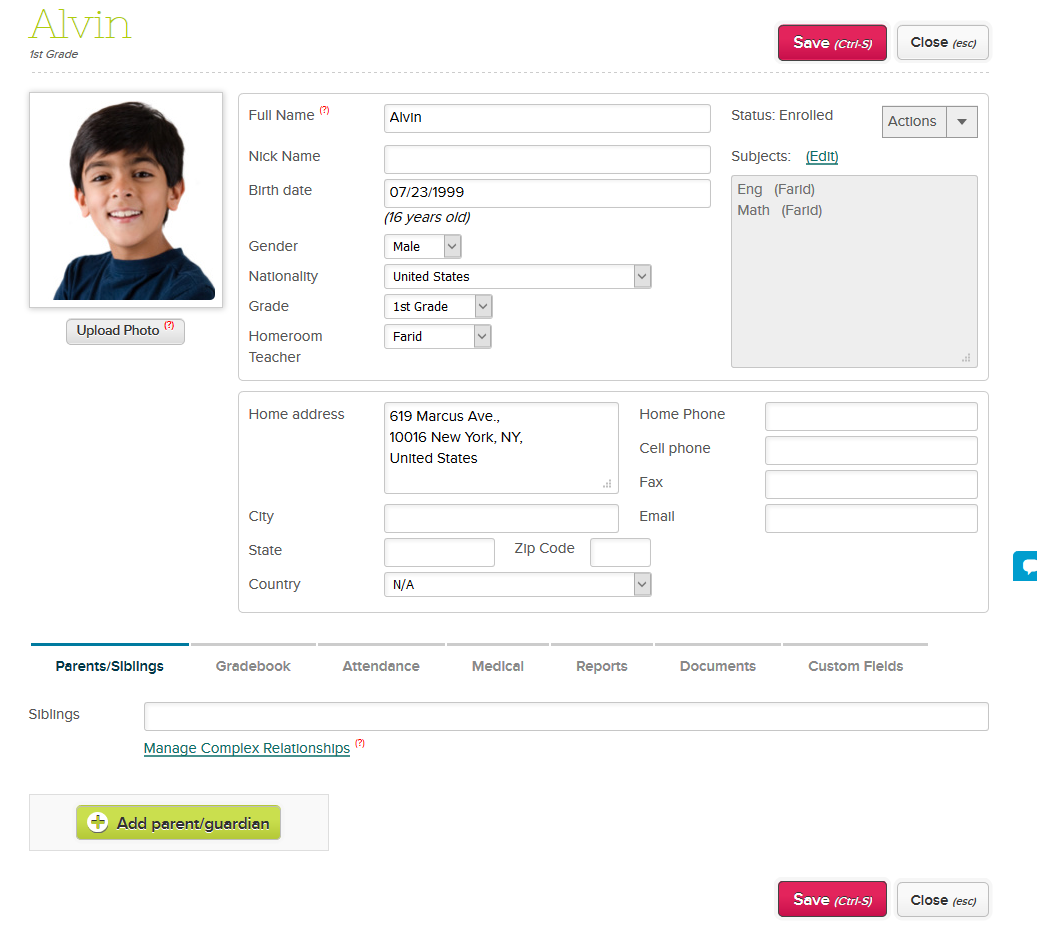 Alvin
1st Grade
Save (Ctrl-S)
Close (esc)
Full Name (?)
Alvin
Nick Name
Birth date
07/23/1999
(16 years old)
Gender
Male
Nationality
United States
Grade
1st Grade
Homeroom
Teacher
Farid
Status: Enrolled
Actions
Subjects: (Edit)
Eng (Farid)
Math (Farid)
Upload Photo (?)
Home address
619 Marcus Ave.,
10016 New York, NY,
United States
City
State
Zip Code
Country
N/A
Home Phone
Cell phone
Fax
Email
Parents/Siblings
Gradebook
Attendance
Medical
Reports
Documents
Custom Fields
Siblings
Manage Complex Relationships (?)
Add parent/guardian
Save (Ctrl-S)
Close (esc)